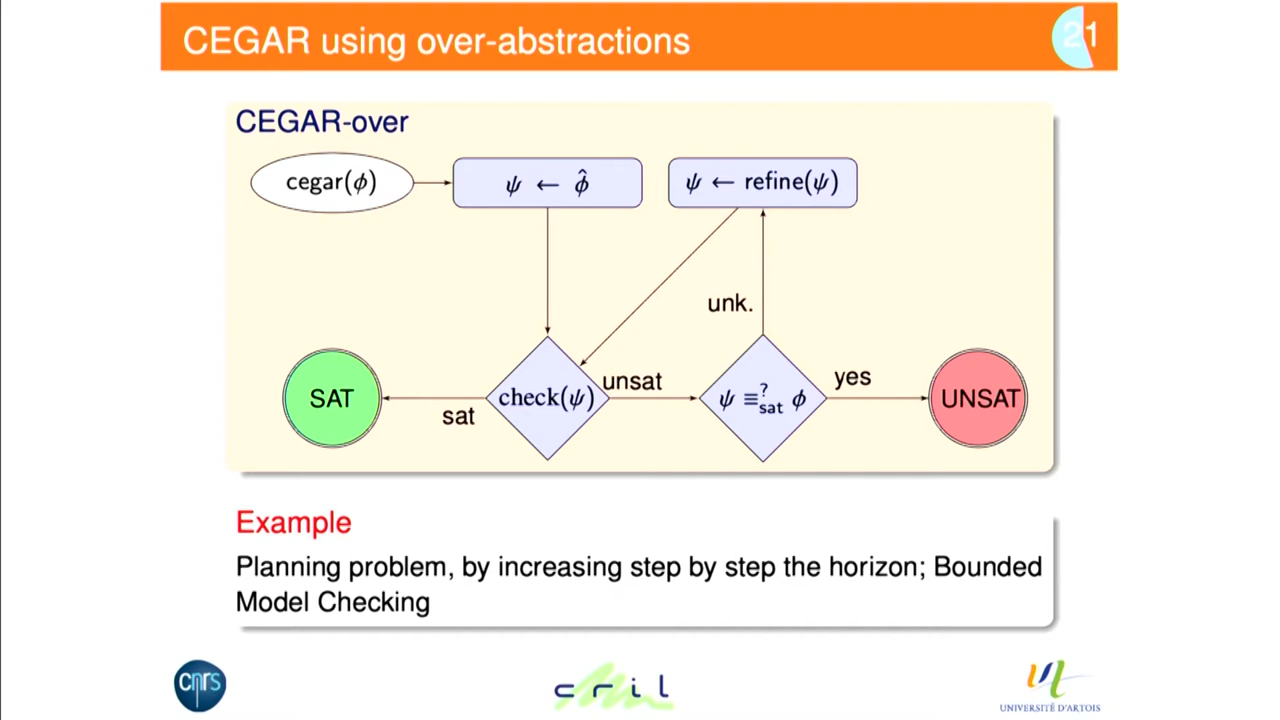 CEGAR using over-abstractions
21
CEGAR-over
cegar(ϕ)
ψ ← ϕ̂
ψ ← refine(ψ)
unk.
SAT
sat
check(ψ)
unsat
ψ ≡?sat ϕ
yes
UNSAT
Example
Planning problem, by increasing step by step the horizon; Bounded
Model Checking
cnrs
cril
UNIVERSITÉ D'ARTOIS